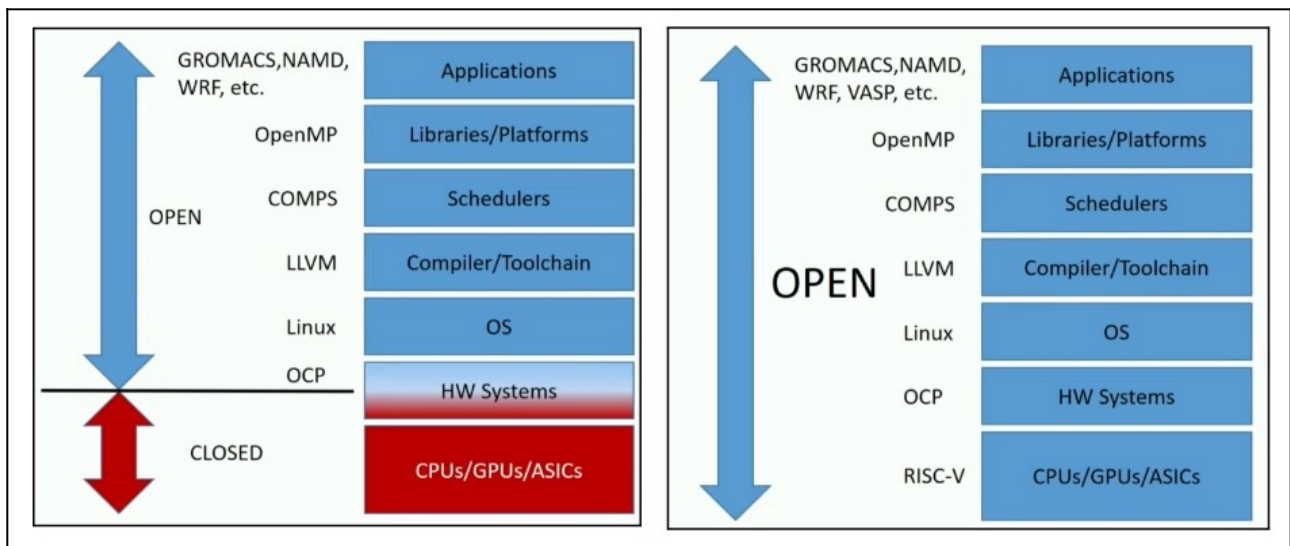 GROMACS,NAMD,
WRF, etc.
Applications
OpenMP
Libraries/Platforms
COMPS
Schedulers
OPEN
LLVM
Compiler/Toolchain
Linux
OS
OCP
HW Systems
CLOSED
CPUs/GPUs/ASICs
GROMACS,NAMD,
WRF, VASP, etc.
Applications
OpenMP
Libraries/Platforms
COMPS
Schedulers
OPEN
LLVM
Compiler/Toolchain
Linux
OS
OCP
HW Systems
RISC-V
CPUs/GPUs/ASICs